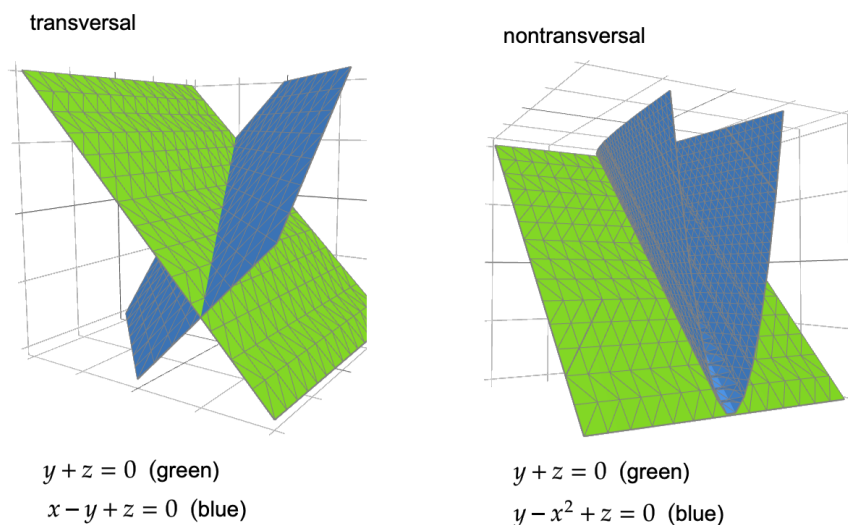 transversal
nontransversal
y + z = 0 (green)
x − y + z = 0 (blue)
y + z = 0 (green)
y − x² + z = 0 (blue)